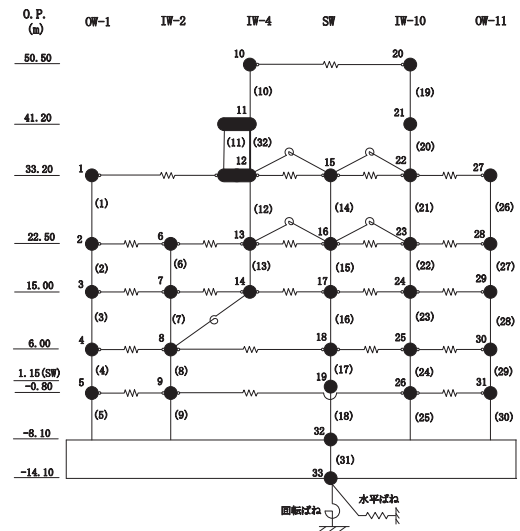 O.P.
(m)
OW-1 IW-2 IW-4 SW IW-10 OW-11
50.50 10 20
(10) (19)
41.20 11 21
(11) (32) (20)
33.20 1 12 15 22 27
(1) (12) (14) (21) (26)
22.50 2 6 13 16 23 28
(2) (6) (13) (15) (22) (27)
15.00 3 7 14 17 24 29
(3) (7) (16) (23) (28)
6.00 4 8 18 25 30
(4) (8) (17) (24) (29)
1.15(SW) 19
-0.80 5 9 26 31
(5) (9) (18) (25) (30)
-8.10 32
(31)
-14.10 33
回転ばね 水平ばね